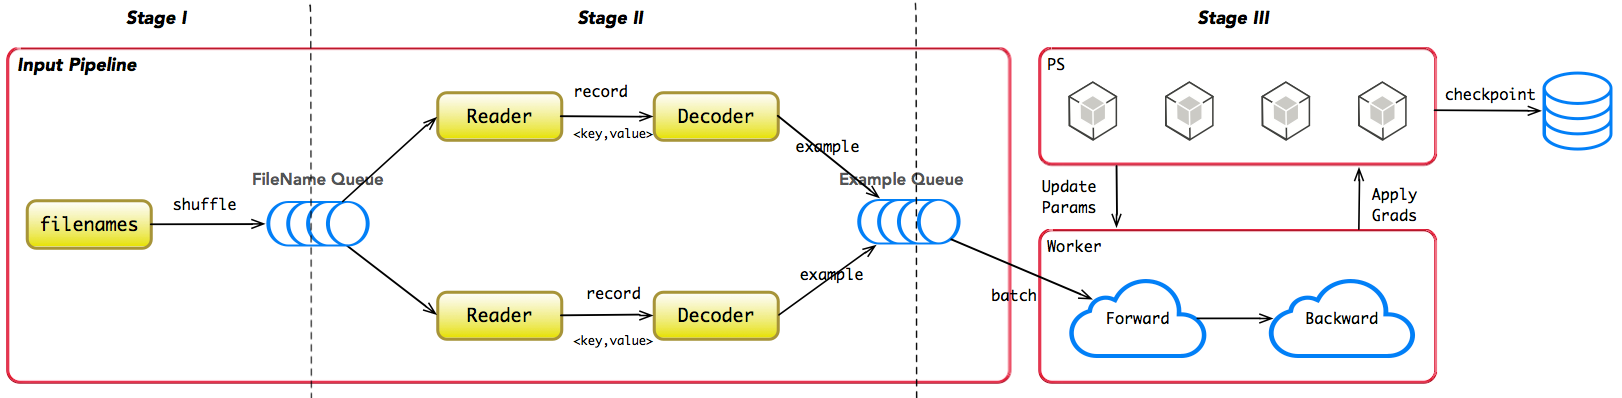 Stage I
Stage II
Stage III
Input Pipeline
filenames
shuffle
FileName Queue
Reader
record
<key,value>
Decoder
example
Reader
record
<key,value>
Decoder
example
Example Queue
batch
PS
checkpoint
Update
Params
Apply
Grads
Worker
Forward
Backward